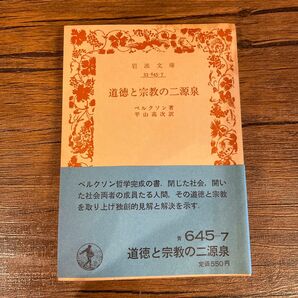 岩波文庫
33-645-7
道徳と宗教の二源泉
ベルクソン著
平山高次訳
ベルクソン哲学完成の書。閉じた社会、開い
た社会両者の成員たる人間、その道徳と宗教
を取り上げ独創的見解と解決を示す。
青 645-7
道徳と宗教の二源泉
定価550円